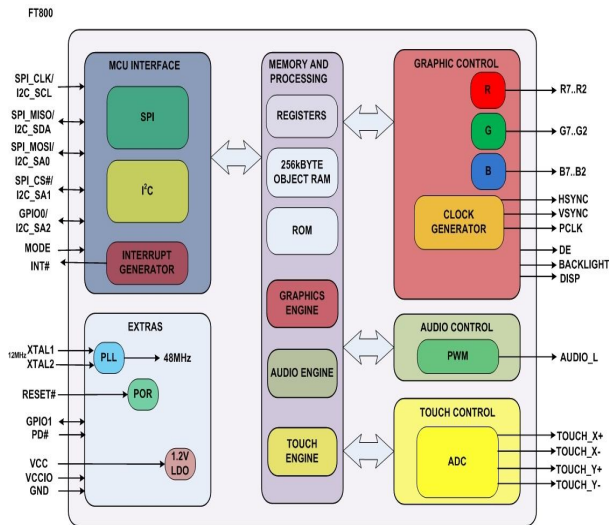 FT800
MCU INTERFACE
SPI_CLK/
I2C_SCL
SPI_MISO/
I2C_SDA
SPI_MOSI/
I2C_SA0
SPI_CS#/
I2C_SA1
GPIO0/
I2C_SA2
MODE
INT#
SPI
I²C
INTERRUPT
GENERATOR
MEMORY AND
PROCESSING
REGISTERS
256kBYTE
OBJECT RAM
ROM
GRAPHICS
ENGINE
AUDIO ENGINE
TOUCH
ENGINE
GRAPHIC CONTROL
R
R7..R2
G
G7..G2
B
B7..B2
CLOCK
GENERATOR
HSYNC
VSYNC
PCLK
DE
BACKLIGHT
DISP
EXTRAS
12MHz
XTAL1
XTAL2
PLL
48MHz
RESET#
POR
GPIO1
PD#
VCC
VCCIO
GND
1.2V
LDO
AUDIO CONTROL
PWM
AUDIO_L
TOUCH CONTROL
ADC
TOUCH_X+
TOUCH_X-
TOUCH_Y+
TOUCH_Y-